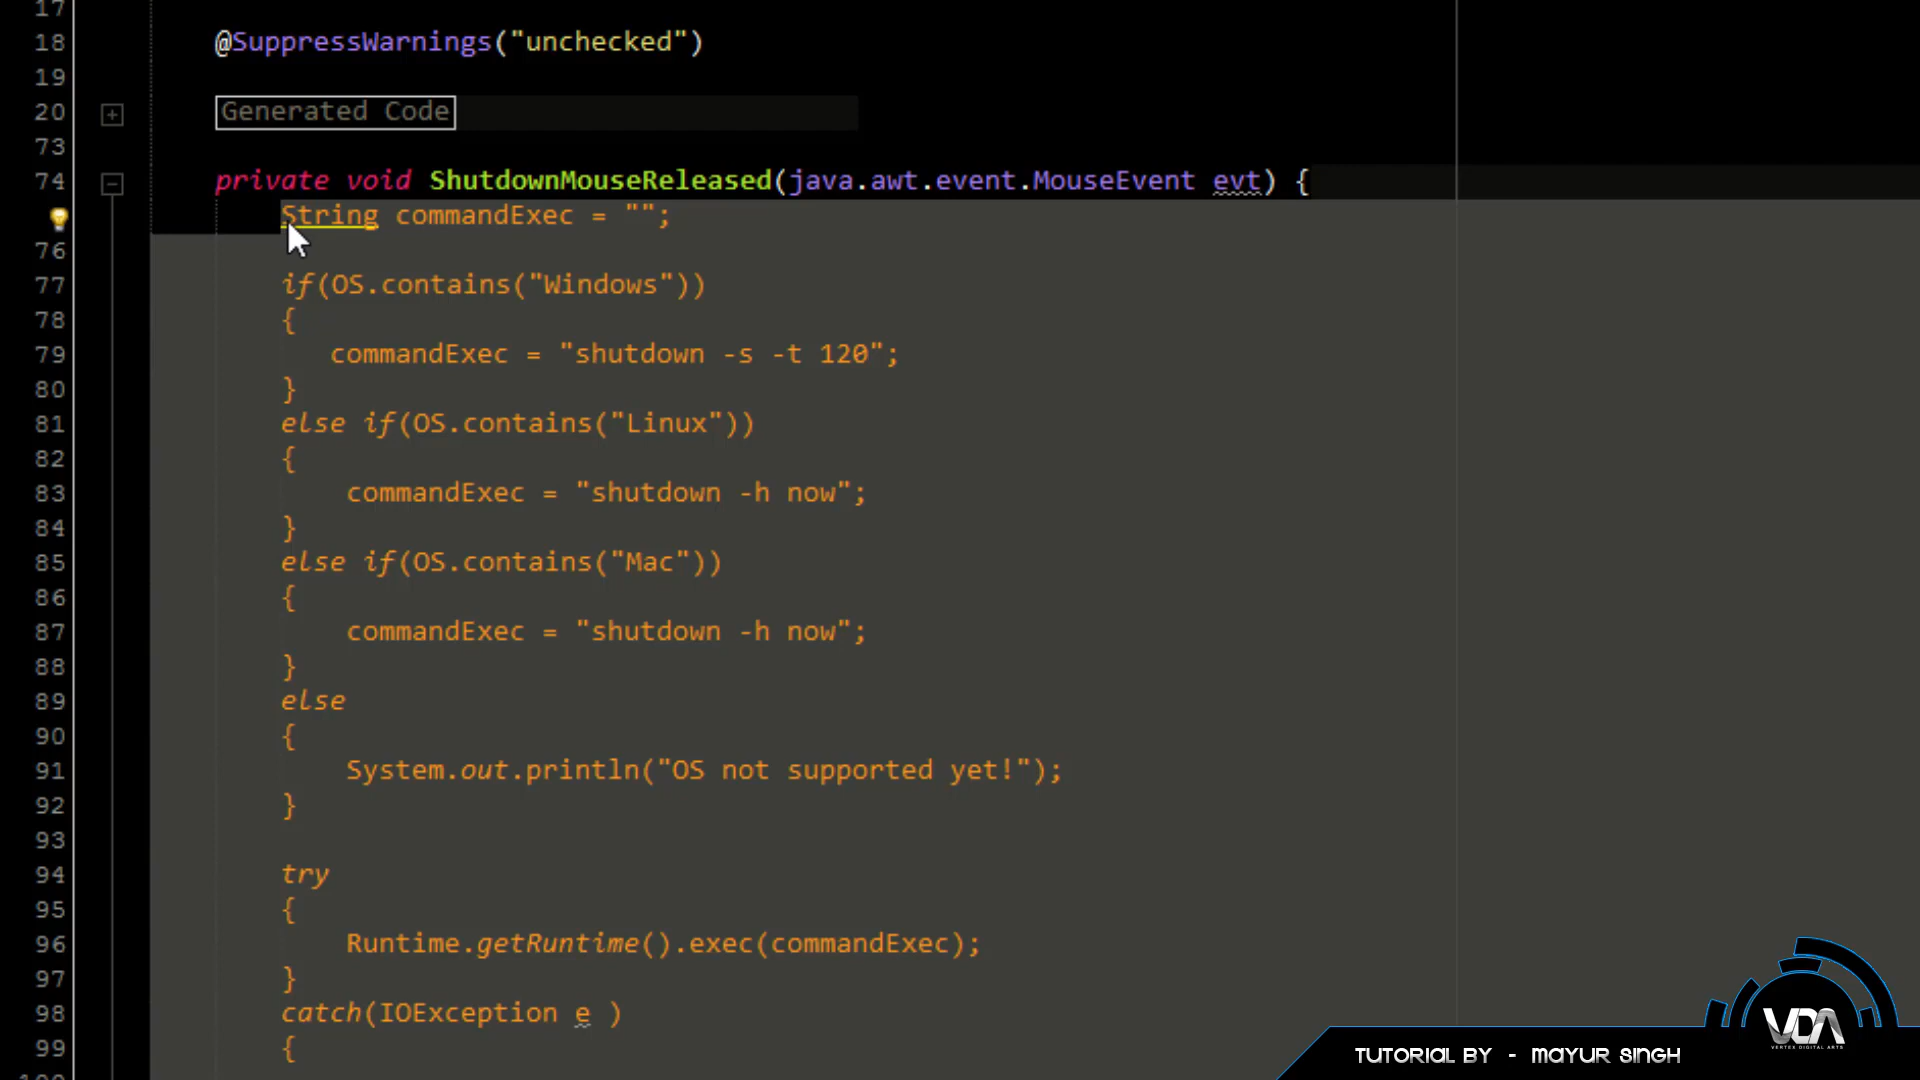 17
18 @SuppressWarnings("unchecked")
19
20 Generated Code
73
74 private void ShutdownMouseReleased(java.awt.event.MouseEvent evt) {
String commandExec = "";
76
77 if(OS.contains("Windows"))
78 {
79 commandExec = "shutdown -s -t 120";
80 }
81 else if(OS.contains("Linux"))
82 {
83 commandExec = "shutdown -h now";
84 }
85 else if(OS.contains("Mac"))
86 {
87 commandExec = "shutdown -h now";
88 }
89 else
90 {
91 System.out.println("OS not supported yet!");
92 }
93
94 try
95 {
96 Runtime.getRuntime().exec(commandExec);
97 }
98 catch(IOException e )
99 {
TUTORIAL BY - MAYUR SINGH
VDA
VERTEX DIGITAL ARTS